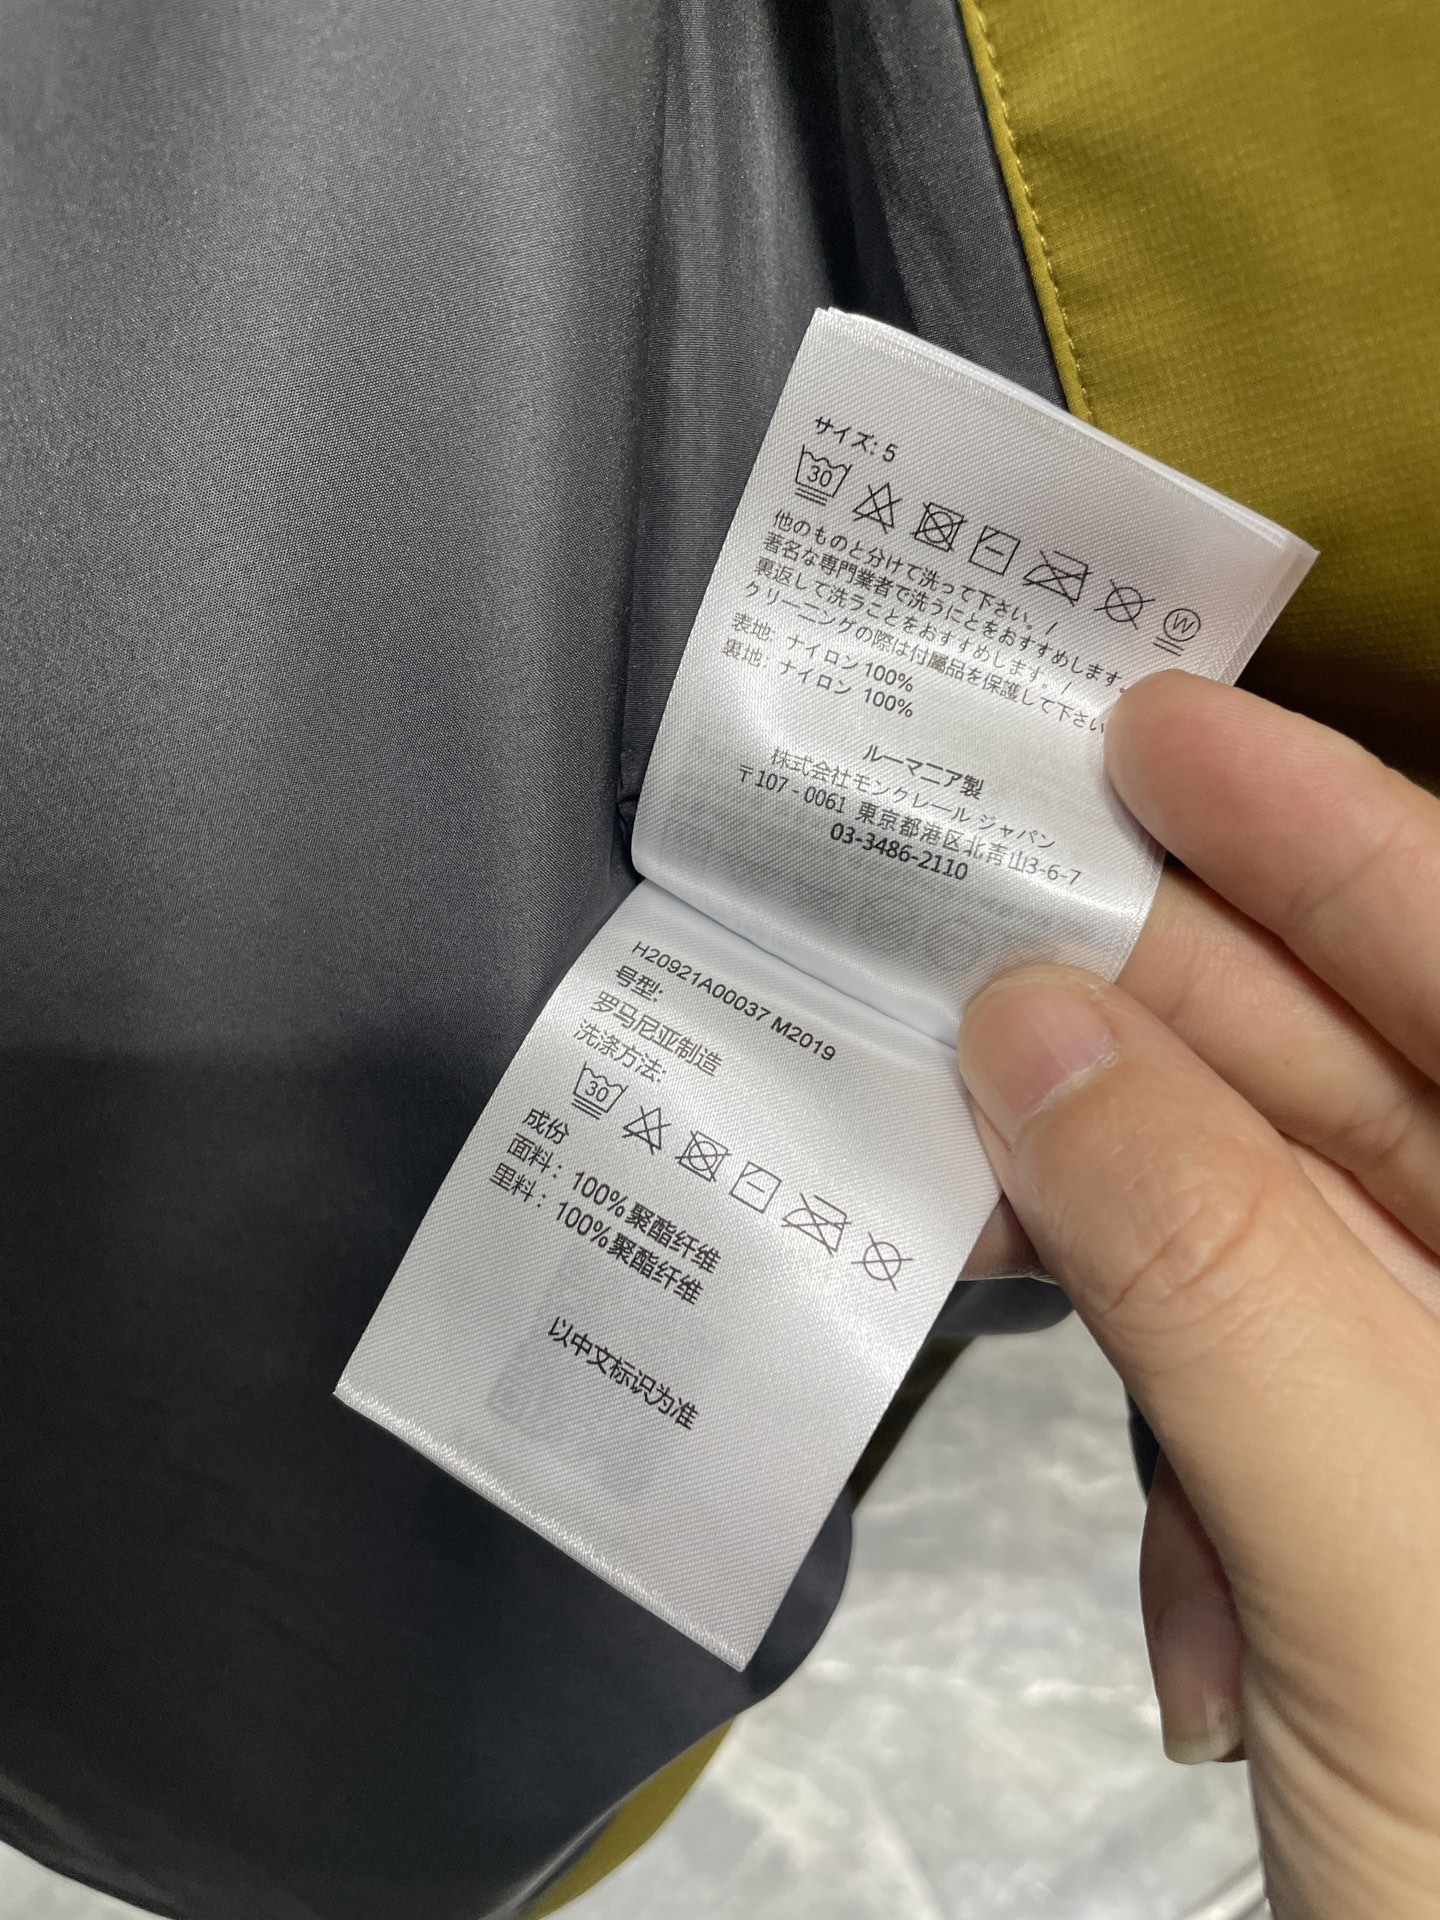 サイズ: 5
30
W
他のものと分けて洗って下さい。/
著名な専門業者で洗うにとをおすすめします。
裏返して洗うことをおすすめします。/
クリーニングの際は付属品を保護して下さい
表地: ナイロン 100%
裏地: ナイロン 100%
ルーマニア製
株式会社モンクレール ジャパン
〒107-0061 東京都港区北青山3-6-7
03-3486-2110
H20921A00037 M2019
号型:
罗马尼亚制造
洗涤方法:
30
成份
面料: 100%聚酯纤维
里料: 100%聚酯纤维
以中文标识为准